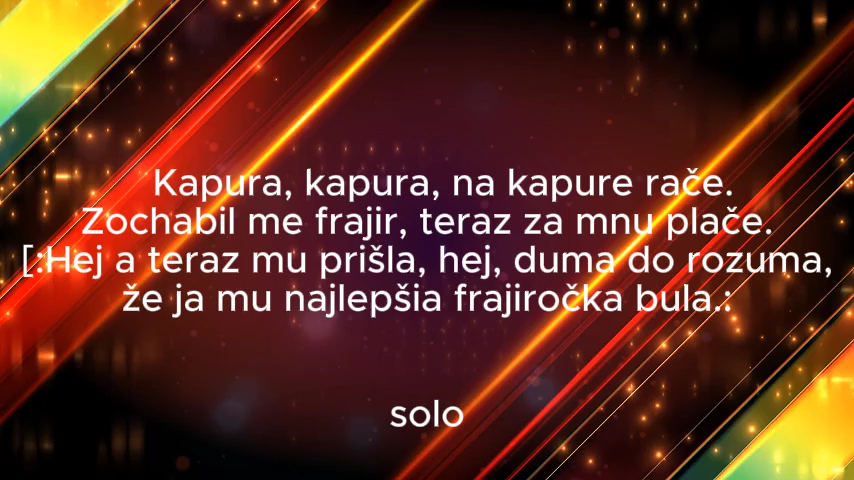 Kapura, kapura, na kapure rače.
Zochabil me frajir, teraz za mnu plače.
[:Hej a teraz mu prišla, hej, duma do rozuma,
že ja mu najlepšia frajiročka bula.:
solo